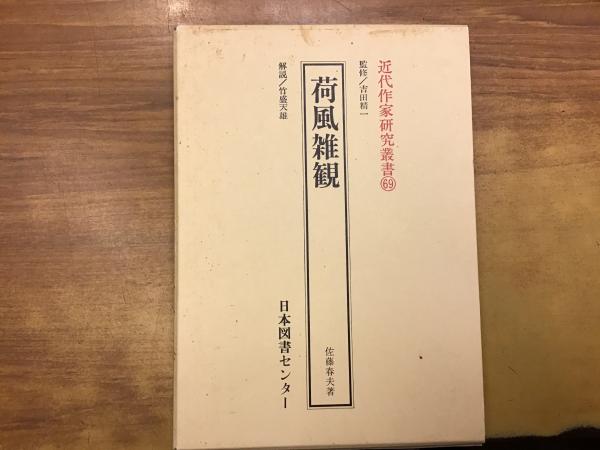 近代作家研究叢書69
監修／吉田精一
荷風雑観
佐藤春夫著
解説／竹盛天雄
日本図書センター